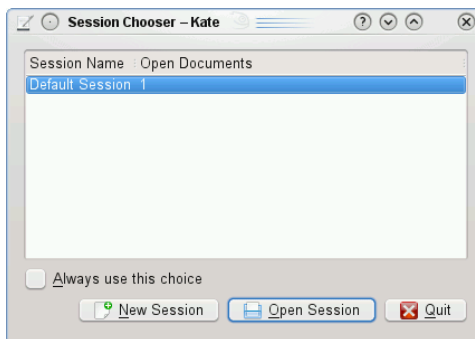 Session Chooser – Kate
Session Name Open Documents
Default Session 1
Always use this choice
New Session Open Session Quit